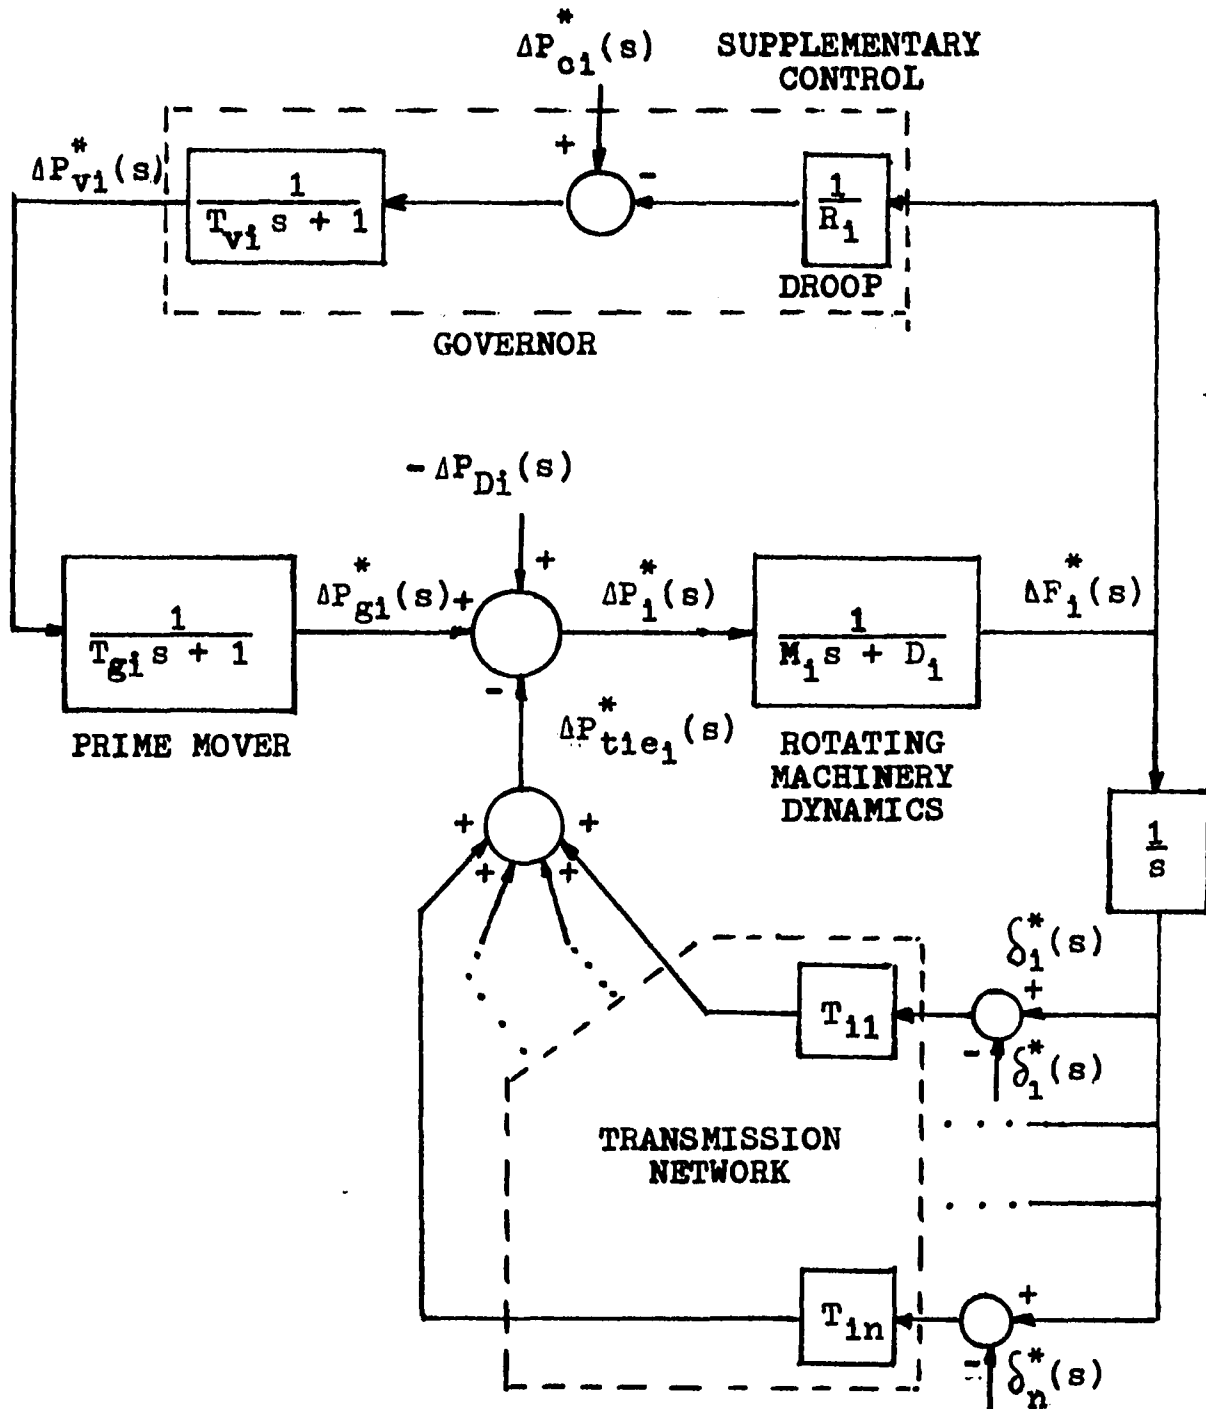 ΔP*ci(s)
SUPPLEMENTARY
CONTROL
ΔP*vi(s)
1
Tvi s + 1
+
-
1
Ri
DROOP
GOVERNOR
-ΔPDi(s)
+
ΔP*gi(s)+
ΔP*i(s)
ΔF*i(s)
1
Tgi s + 1
1
Mi s + Di
-
PRIME MOVER
ΔP*tiei(s)
ROTATING
MACHINERY
DYNAMICS
+ +
+ +
1
s
δ*i(s)
+
Ti1
-
δ*1(s)
TRANSMISSION
NETWORK
Tin
+
-
δ*n(s)